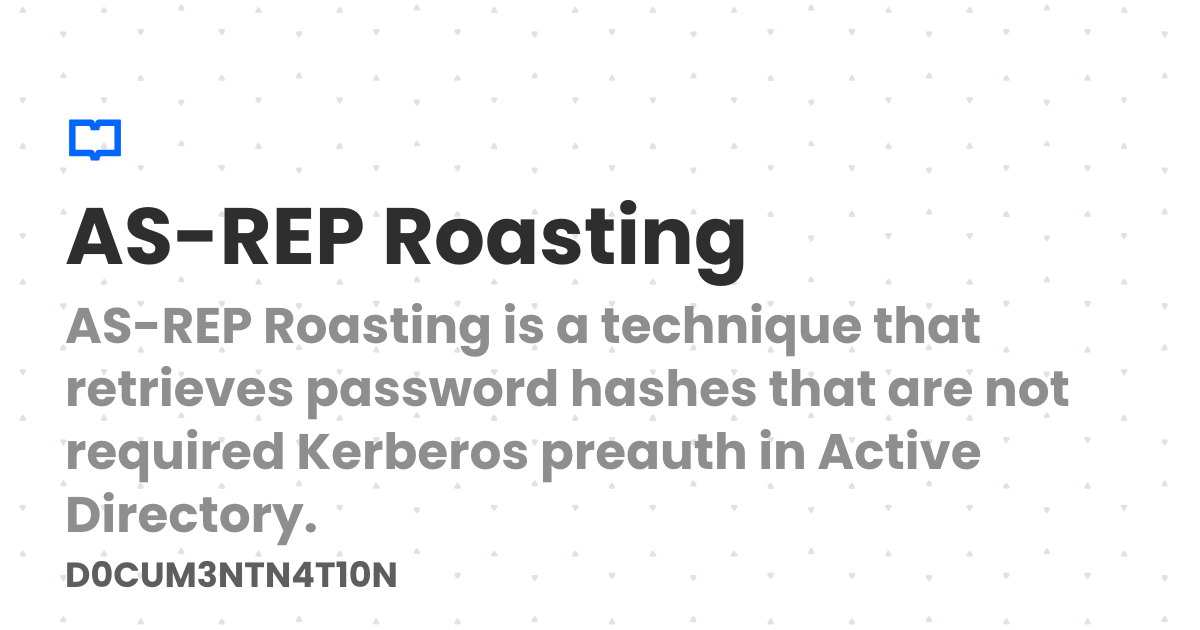 AS-REP Roasting
AS-REP Roasting is a technique that
retrieves password hashes that are not
required Kerberos preauth in Active
Directory.
D0CUM3NTN4T10N